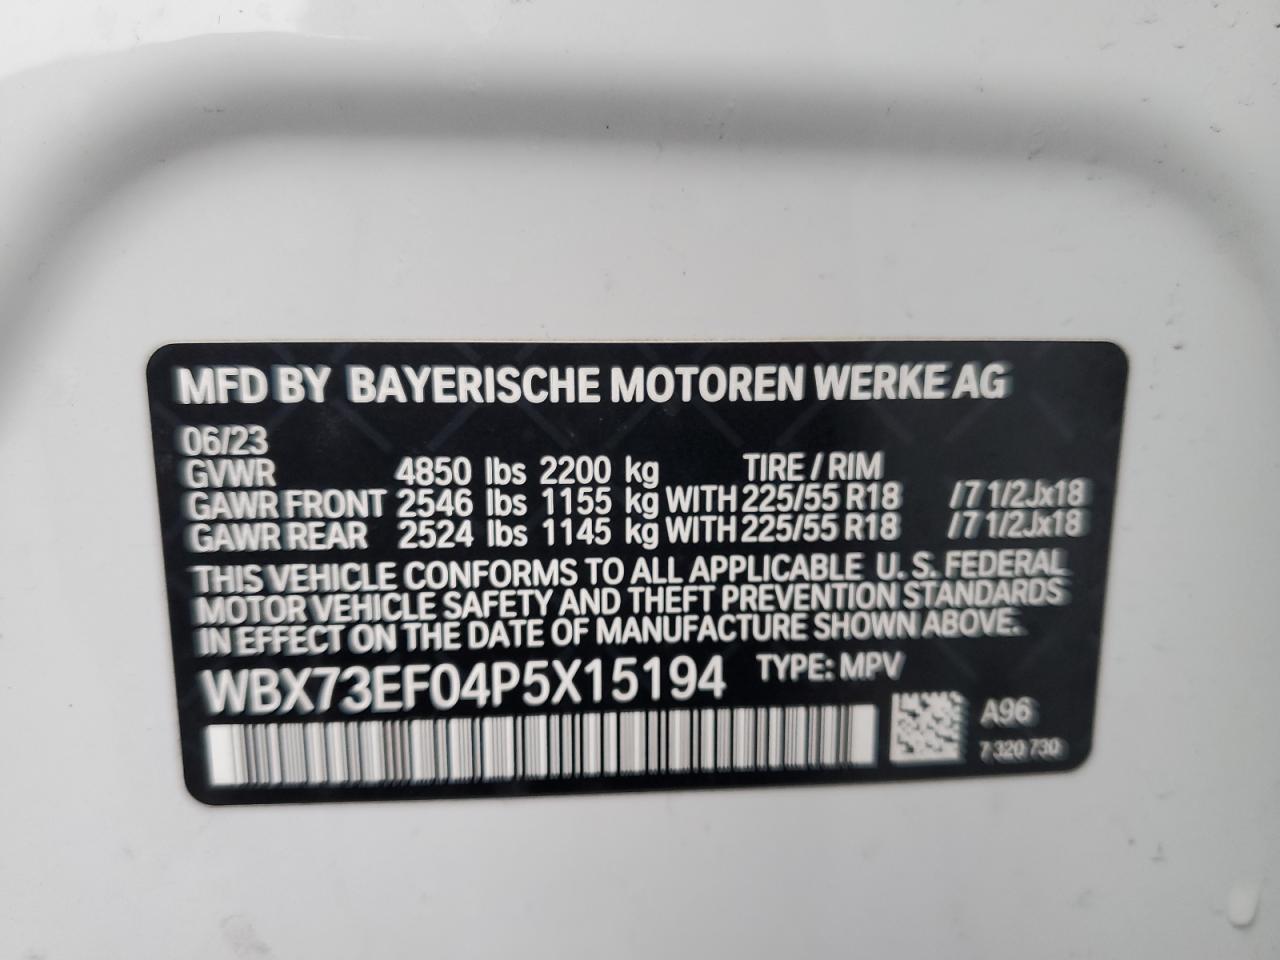 MFD BY BAYERISCHE MOTOREN WERKE AG
06/23
GVWR 4850 lbs 2200 kg TIRE / RIM
GAWR FRONT 2546 lbs 1155 kg WITH 225/55 R18 /7 1/2Jx18
GAWR REAR 2524 lbs 1145 kg WITH 225/55 R18 /7 1/2Jx18
THIS VEHICLE CONFORMS TO ALL APPLICABLE U.S. FEDERAL
MOTOR VEHICLE SAFETY AND THEFT PREVENTION STANDARDS
IN EFFECT ON THE DATE OF MANUFACTURE SHOWN ABOVE.
WBX73EF04P5X15194 TYPE: MPV
A96
7 320 730